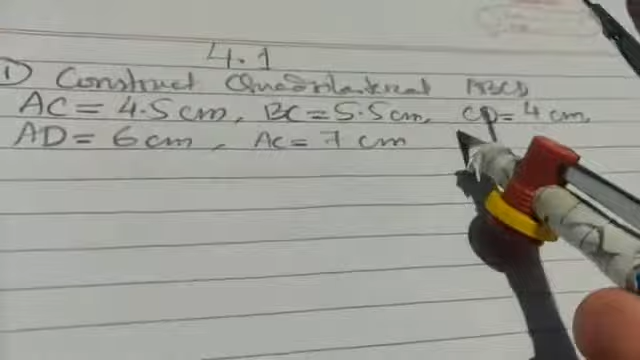 4.1
1) Construct Quadrilateral ABCD
AC = 4.5 cm, BC = 5.5 cm, CD = 4 cm,
AD = 6 cm, AC = 7 cm